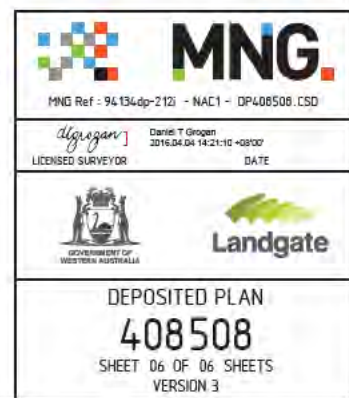 MNG.
MNG Ref : 94134dp-212i - NAC1 - DP408508.CSD
dgrogan
Daniel T Grogan
2016.04.04 14:21:10 +08'00'
LICENSED SURVEYOR DATE
GOVERNMENT OF
WESTERN AUSTRALIA
Landgate
DEPOSITED PLAN
408508
SHEET 06 OF 06 SHEETS
VERSION 3